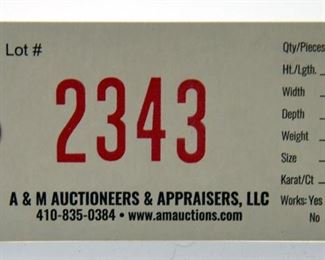 Lot #
2343
A & M AUCTIONEERS & APPRAISERS, LLC
410-835-0384 • www.amauctions.com
Qty/Pieces
Ht./Lgth.
Width
Depth
Weight
Size
Karat/Ct
Works: Yes
No